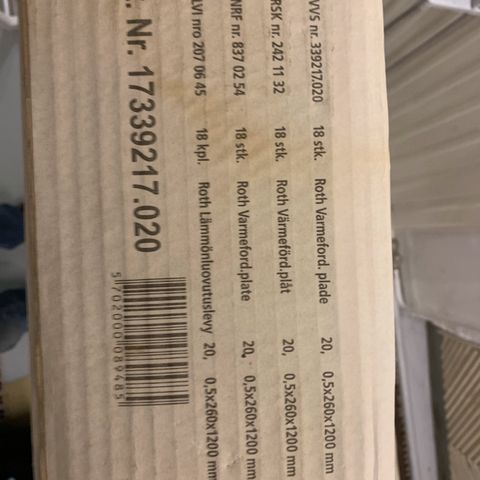 VVS nr. 339217.020 18 stk. Roth Varmeford. plade 20, 0,5x260x1200 mm
RSK nr. 242 11 32 18 stk. Roth Värmeförd.plåt 20, 0,5x260x1200 mm
NRF nr. 837 02 54 18 stk. Roth Varmeford.plate 20, 0,5x260x1200 mm
LVI nro 207 06 45 18 kpl. Roth Lämmönluovutuslevy 20, 0,5x260x1200 mm
. Nr. 17339217.020
5702000089485